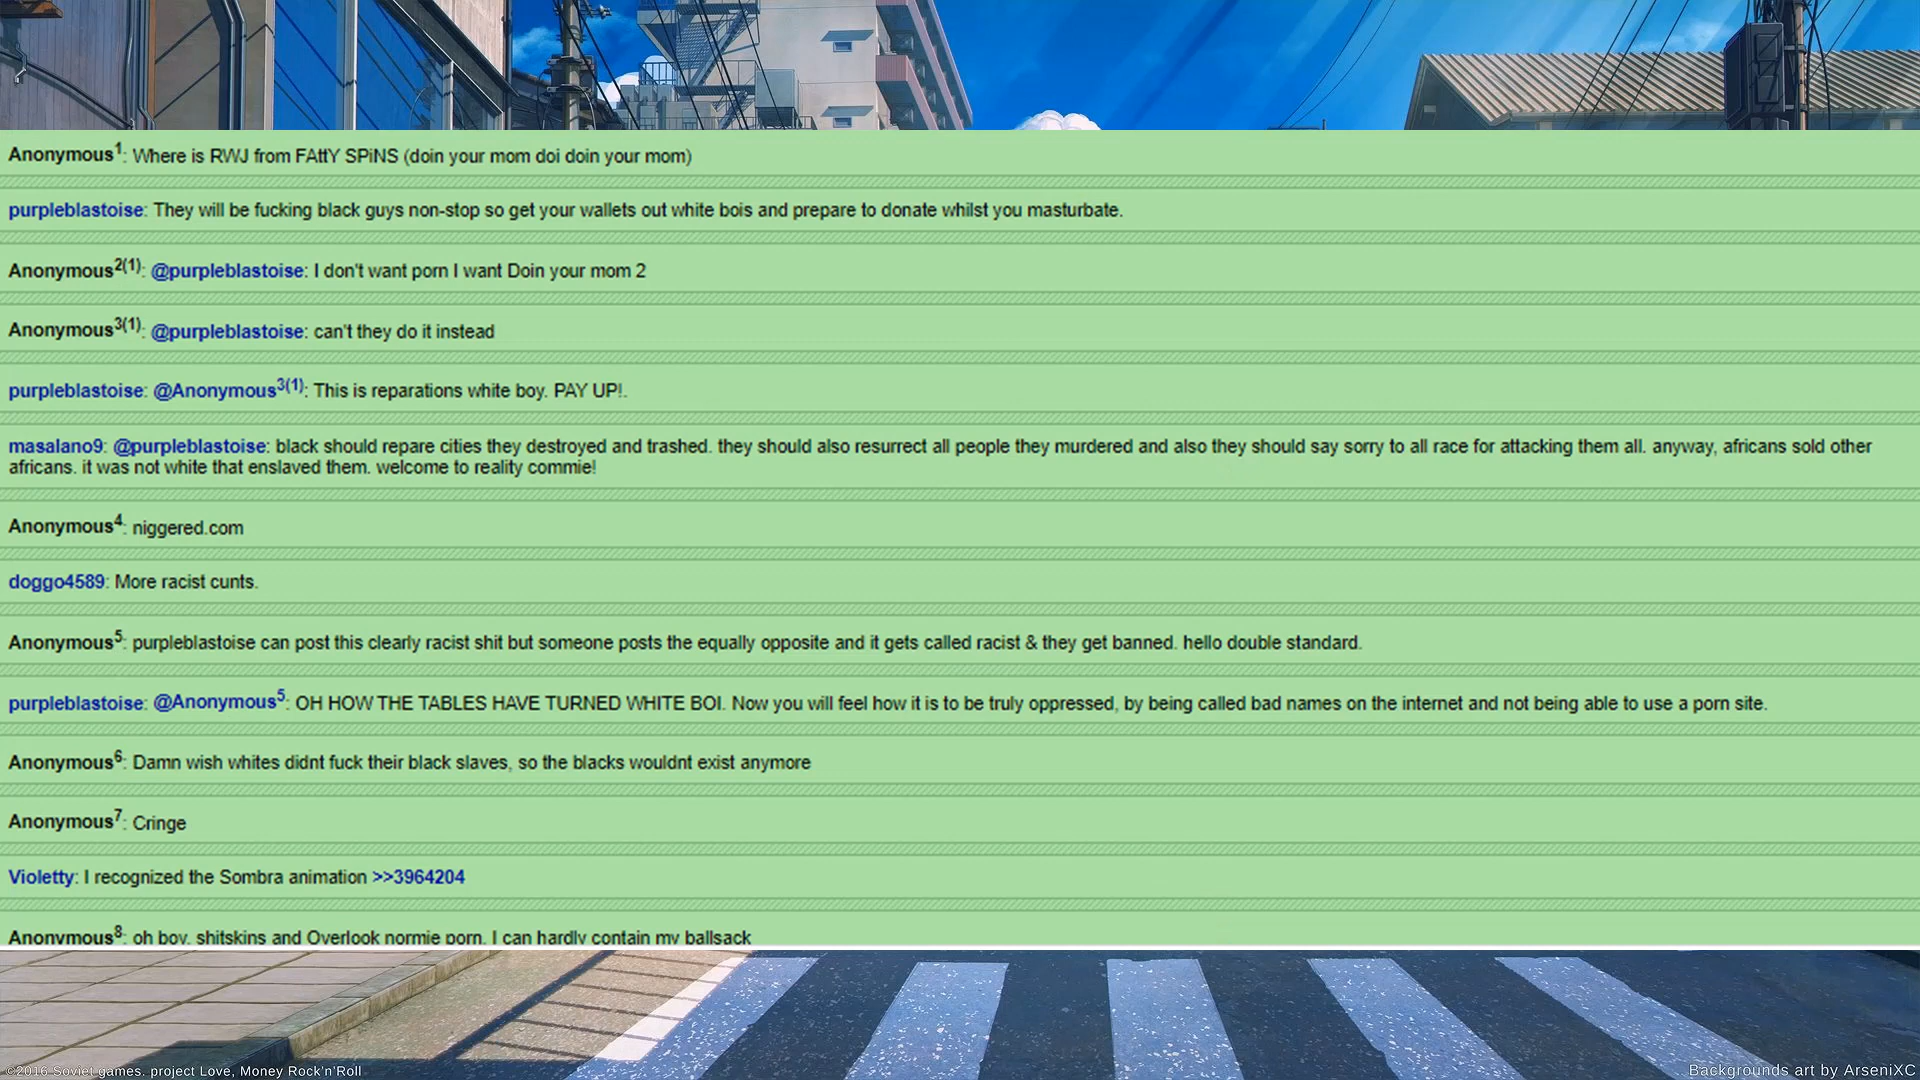 Anonymous1: Where is RWJ from FAttY SPiNS (doin your mom doi doin your mom)
purpleblastoise: They will be fucking black guys non-stop so get your wallets out white bois and prepare to donate whilst you masturbate.
Anonymous2(1): @purpleblastoise: I don't want porn I want Doin your mom 2
Anonymous3(1): @purpleblastoise: can't they do it instead
purpleblastoise: @Anonymous3(1): This is reparations white boy. PAY UP!.
masalano9: @purpleblastoise: black should repare cities they destroyed and trashed. they should also resurrect all people they murdered and also they should say sorry to all race for attacking them all. anyway, africans sold other
africans. it was not white that enslaved them. welcome to reality commie!
Anonymous4: niggered.com
doggo4589: More racist cunts.
Anonymous5: purpleblastoise can post this clearly racist shit but someone posts the equally opposite and it gets called racist & they get banned. hello double standard.
purpleblastoise: @Anonymous5: OH HOW THE TABLES HAVE TURNED WHITE BOI. Now you will feel how it is to be truly oppressed, by being called bad names on the internet and not being able to use a porn site.
Anonymous6: Damn wish whites didnt fuck their black slaves, so the blacks wouldnt exist anymore
Anonymous7: Cringe
Violetty: I recognized the Sombra animation >>3964204
Anonymous8: oh boy. shitskins and Overlook normie porn. I can hardly contain my ballsack
©2016 Soviet games. project Love, Money Rock'n'Roll
Backgrounds art by ArseniXC